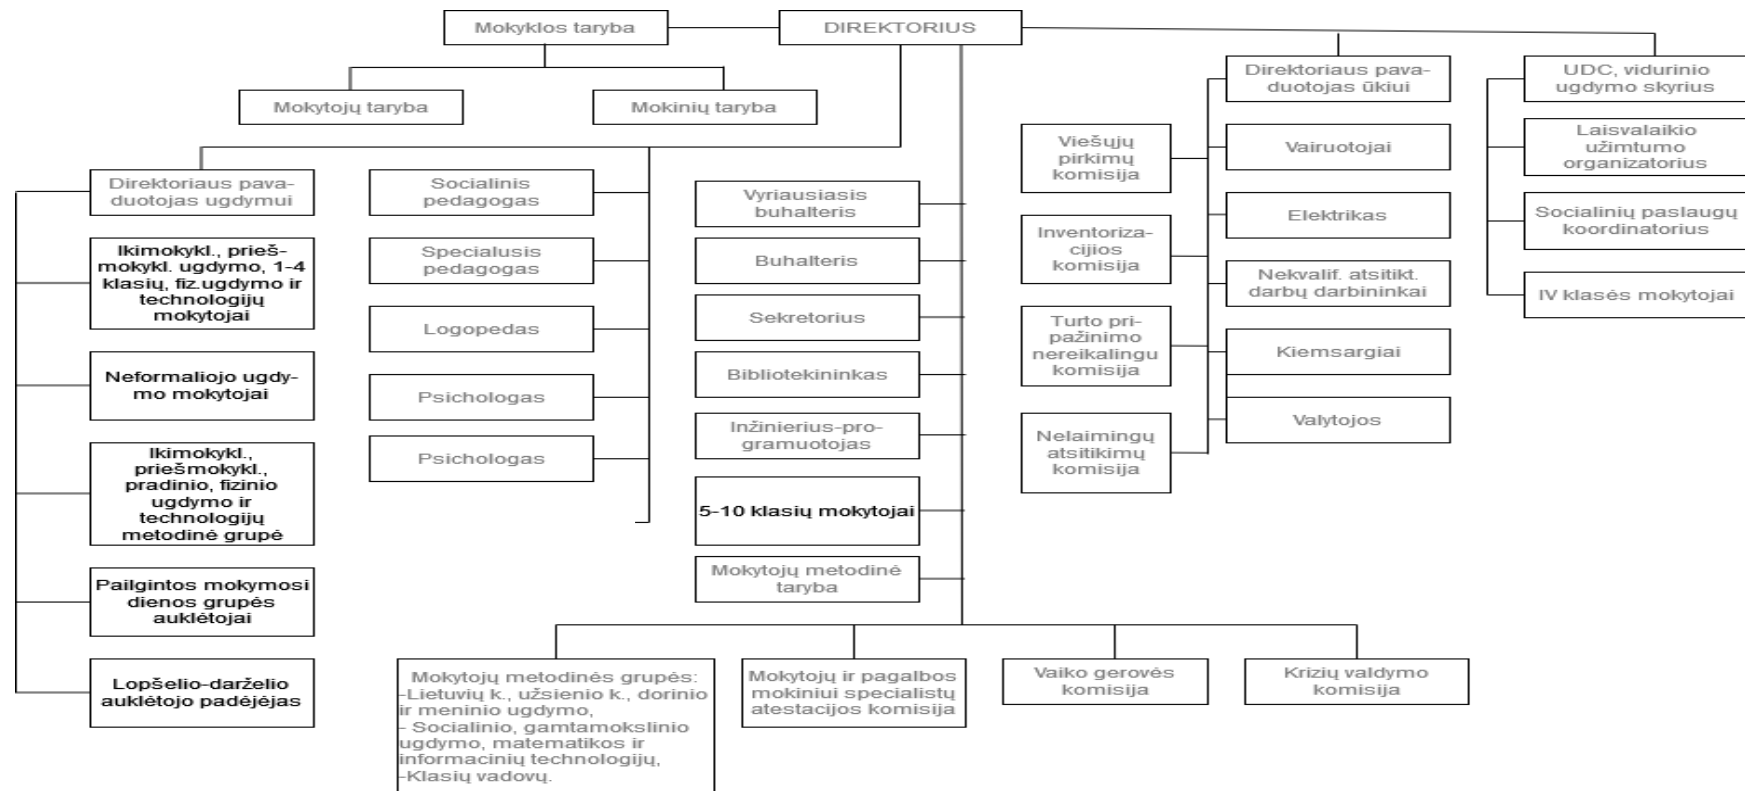 Mokyklos taryba
DIREKTORIUS
Mokytojų taryba
Mokinių taryba
Direktoriaus pava-
duotojas ugdymui
Ikimokykl., prieš-
mokykl. ugdymo, 1-4
klasių, fiz.ugdymo ir
technologijų
mokytojai
Neformaliojo ugdy-
mo mokytojai
Ikimokykl.,
priešmokykl.,
pradinio, fizinio
ugdymo ir
technologijų
metodinė grupė
Pailgintos mokymosi
dienos grupės
auklėtojai
Lopšelio-darželio
auklėtojo padėjėjas
Socialinis
pedagogas
Specialusis
pedagogas
Logopedas
Psichologas
Psichologas
Vyriausiasis
buhalteris
Buhalteris
Sekretorius
Bibliotekininkas
Inžinierius-pro-
gramuotojas
5-10 klasių mokytojai
Mokytojų metodinė
taryba
Viešųjų
pirkimų
komisija
Inventoriza-
cijios
komisija
Turto pri-
pažinimo
nereikalingu
komisija
Nelaimingų
atsitikimų
komisija
Direktoriaus pava-
duotojas ūkiui
Vairuotojai
Elektrikas
Nekvalif. atsitikt.
darbų darbininkai
Kiemsargiai
Valytojos
UDC, vidurinio
ugdymo skyrius
Laisvalaikio
užimtumo
organizatorius
Socialinių paslaugų
koordinatorius
IV klasės mokytojai
Mokytojų metodinės grupės:
-Lietuvių k., užsienio k., dorinio
ir meninio ugdymo,
- Socialinio, gamtamokslinio
ugdymo, matematikos ir
informacinių technologijų,
-Klasių vadovų.
Mokytojų ir pagalbos
mokiniui specialistų
atestacijos komisija
Vaiko gerovės
komisija
Krizių valdymo
komisija